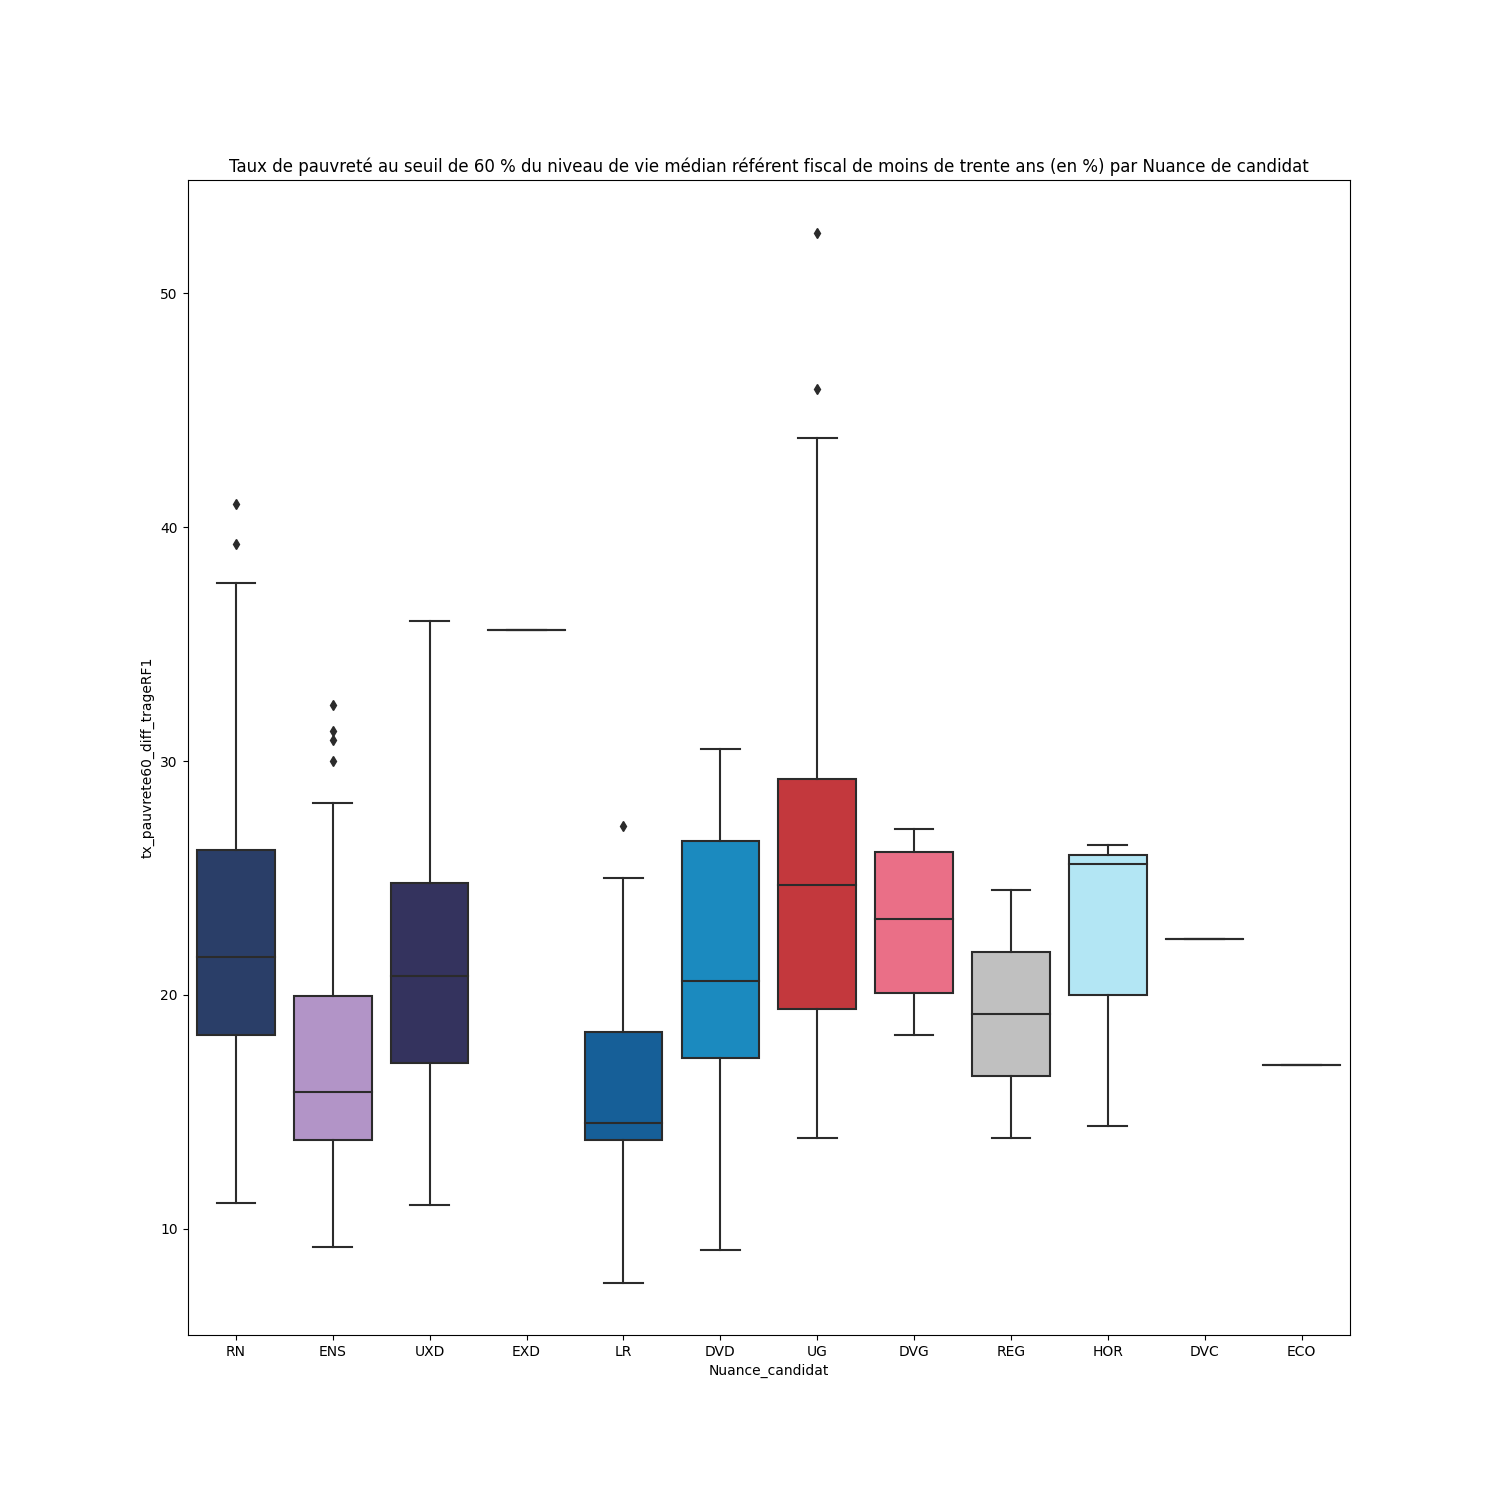 Taux de pauvreté au seuil de 60 % du niveau de vie médian référent fiscal de moins de trente ans (en %) par Nuance de candidat
tx_pauvrete60_diff_trageRF1
50
40
30
20
10
RN ENS UXD EXD LR DVD UG DVG REG HOR DVC ECO
Nuance_candidat